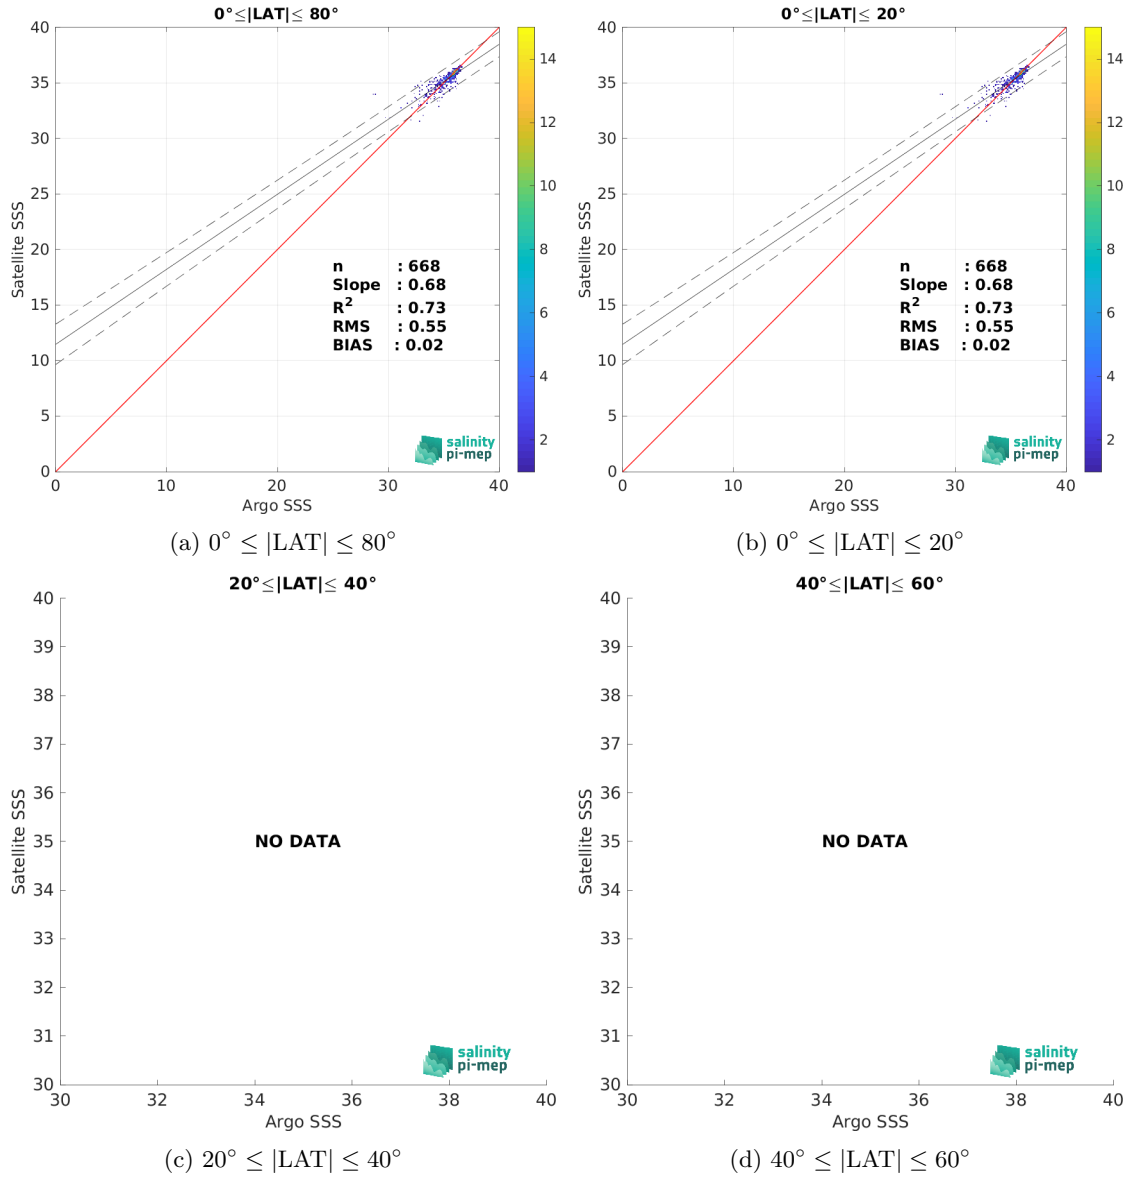 0°≤|LAT|≤ 80°
40
35
30
25
20
15
10
5
0
Satellite SSS
n : 668
Slope : 0.68
R² : 0.73
RMS : 0.55
BIAS : 0.02
salinity
pi-mep
0 10 20 30 40
Argo SSS
14
12
10
8
6
4
2
(a) 0° ≤ |LAT| ≤ 80°
0°≤|LAT|≤ 20°
40
35
30
25
20
15
10
5
0
Satellite SSS
n : 668
Slope : 0.68
R² : 0.73
RMS : 0.55
BIAS : 0.02
salinity
pi-mep
0 10 20 30 40
Argo SSS
14
12
10
8
6
4
2
(b) 0° ≤ |LAT| ≤ 20°
20°≤|LAT|≤ 40°
40
39
38
37
36
35
34
33
32
31
30
Satellite SSS
NO DATA
salinity
pi-mep
30 32 34 36 38 40
Argo SSS
(c) 20° ≤ |LAT| ≤ 40°
40°≤|LAT|≤ 60°
40
39
38
37
36
35
34
33
32
31
30
Satellite SSS
NO DATA
salinity
pi-mep
30 32 34 36 38 40
Argo SSS
(d) 40° ≤ |LAT| ≤ 60°